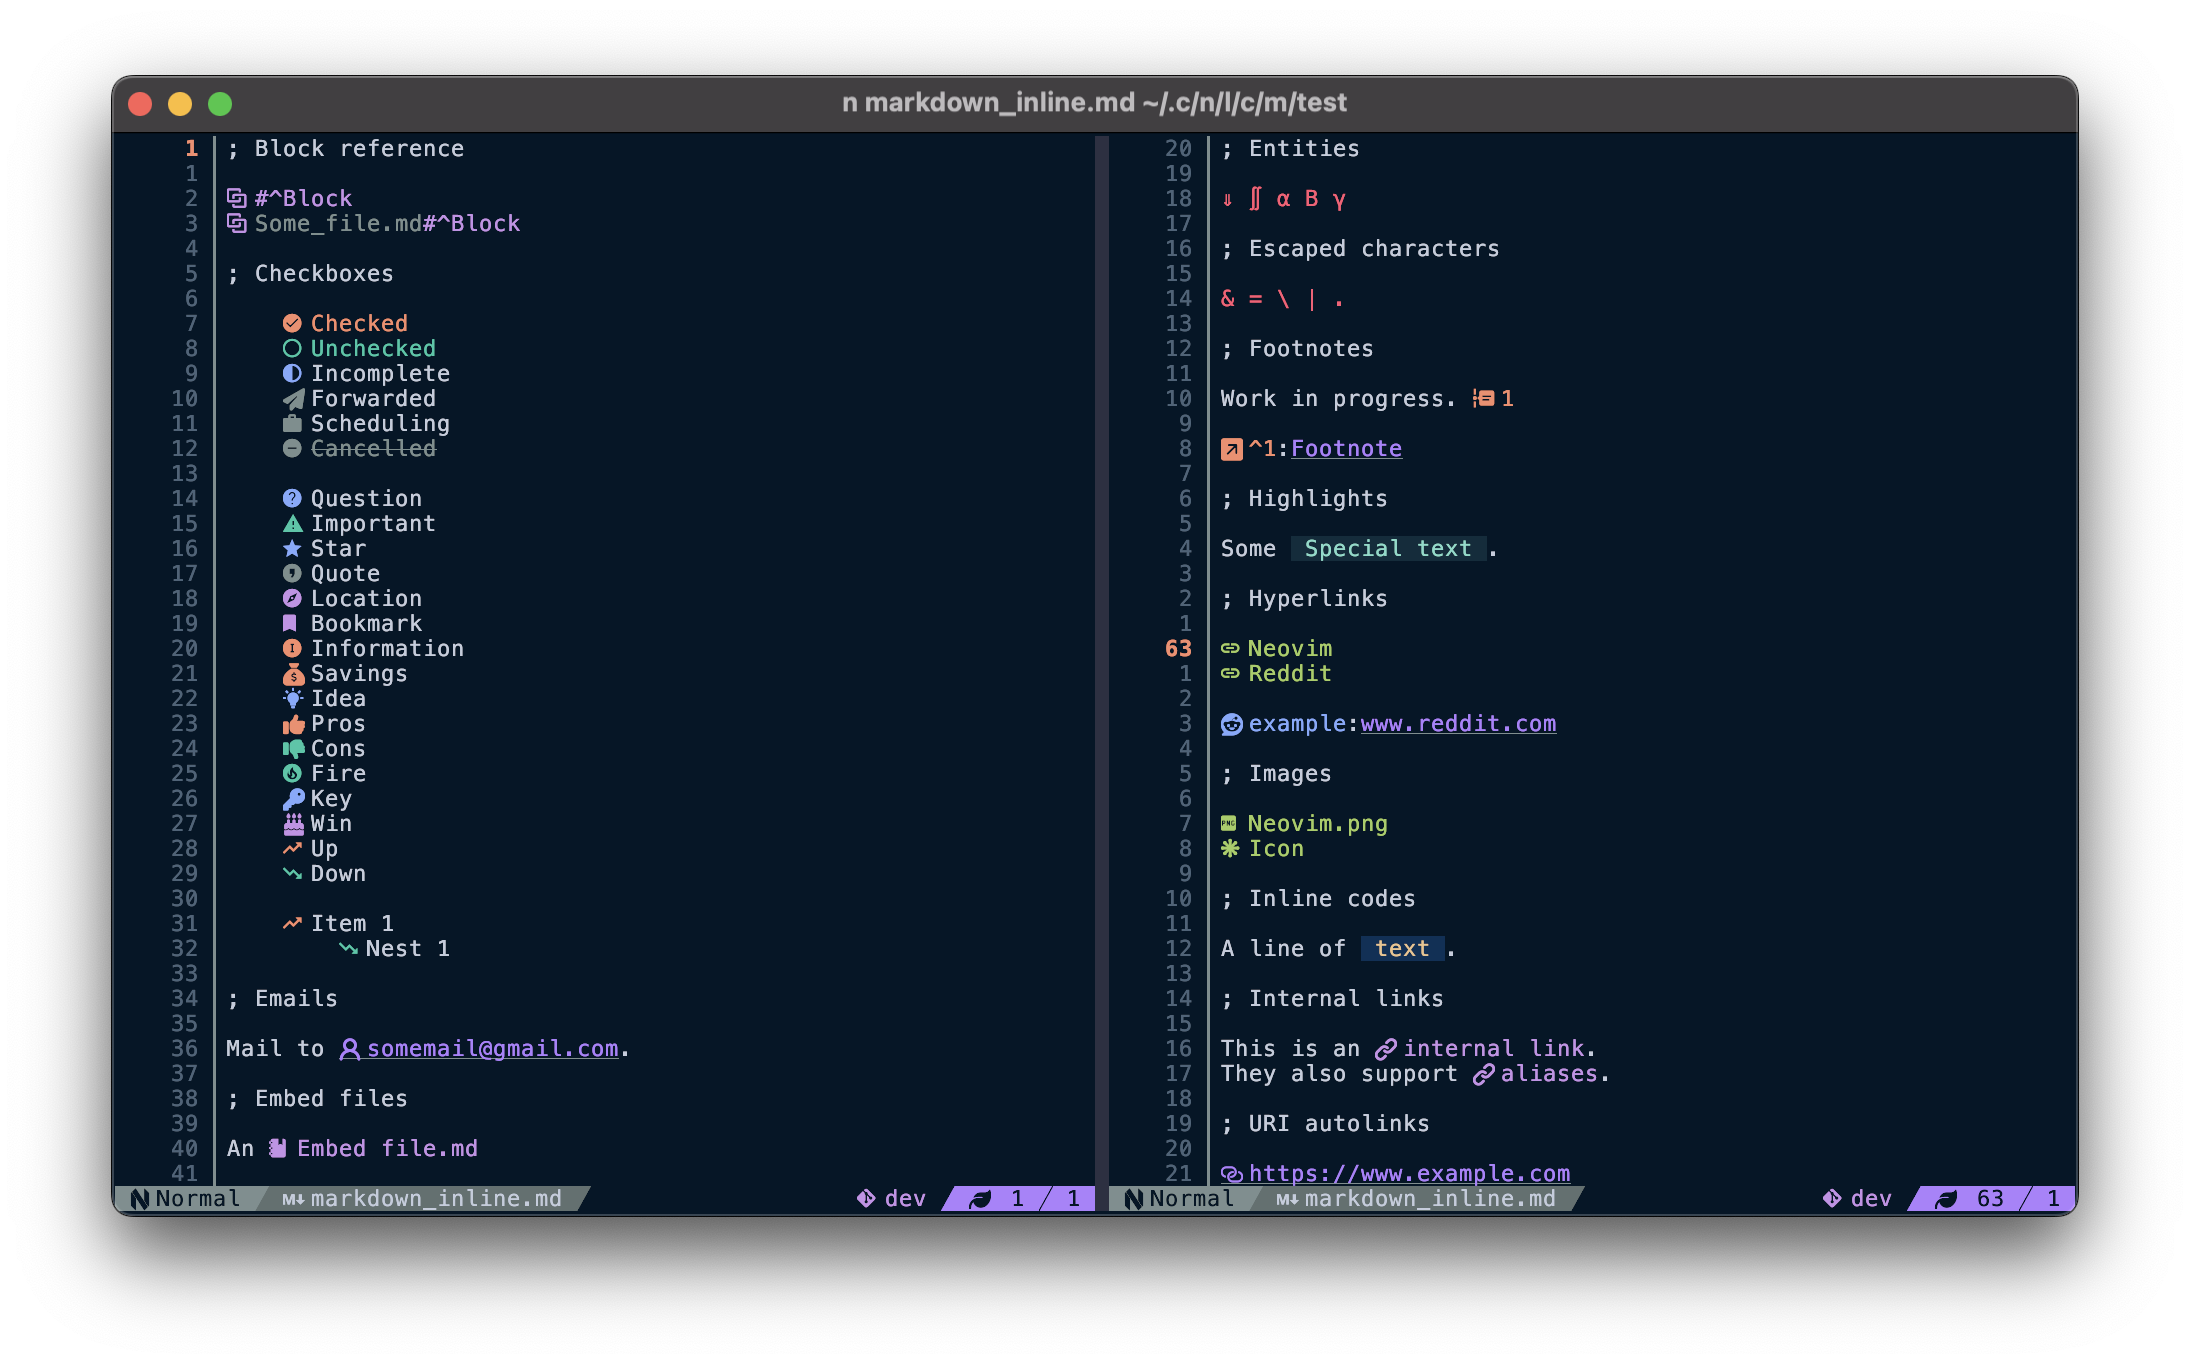 n markdown_inline.md ~/.c/n/l/c/m/test
1 ; Block reference
1
2 #^Block
3 Some_file.md#^Block
4
5 ; Checkboxes
6
7 Checked
8 Unchecked
9 Incomplete
10 Forwarded
11 Scheduling
12 Cancelled
13
14 Question
15 Important
16 Star
17 Quote
18 Location
19 Bookmark
20 Information
21 Savings
22 Idea
23 Pros
24 Cons
25 Fire
26 Key
27 Win
28 Up
29 Down
30
31 Item 1
32 Nest 1
33
34 ; Emails
35
36 Mail to somemail@gmail.com.
37
38 ; Embed files
39
40 An Embed file.md
41
Normal M↓ markdown_inline.md dev 1 / 1
20 ; Entities
19
18 ⇓ ∬ α Β γ
17
16 ; Escaped characters
15
14 & = \ | .
13
12 ; Footnotes
11
10 Work in progress. 1
9
8 ^1:Footnote
7
6 ; Highlights
5
4 Some Special text .
3
2 ; Hyperlinks
1
63 Neovim
1 Reddit
2
3 example:www.reddit.com
4
5 ; Images
6
7 PNG Neovim.png
8 Icon
9
10 ; Inline codes
11
12 A line of text .
13
14 ; Internal links
15
16 This is an internal link.
17 They also support aliases.
18
19 ; URI autolinks
20
21 https://www.example.com
Normal M↓ markdown_inline.md dev 63 / 1